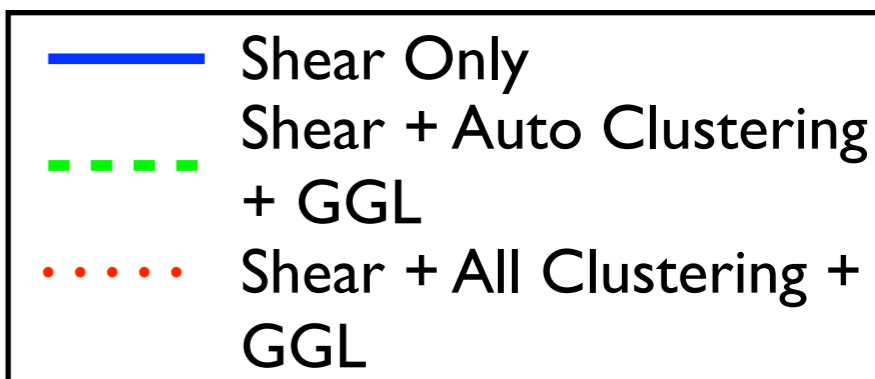 Shear Only
Shear + Auto Clustering
+ GGL
Shear + All Clustering +
GGL